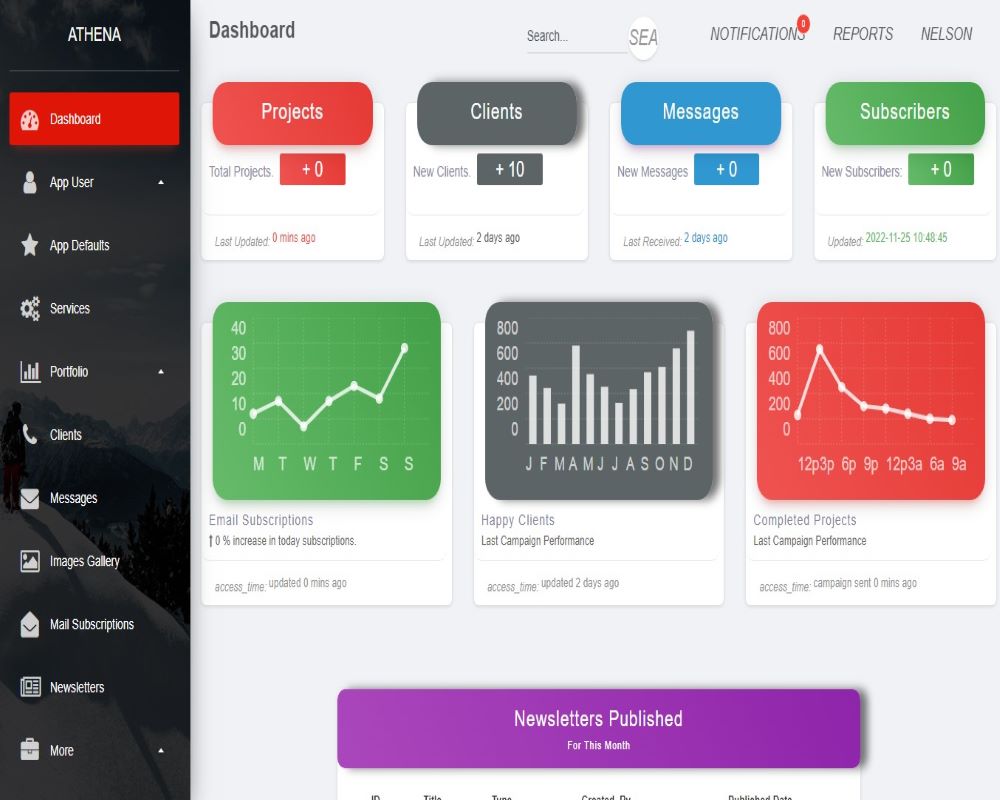 ATHENA
Dashboard
App User
App Defaults
Services
Portfolio
Clients
Messages
Images Gallery
Mail Subscriptions
Newsletters
More
Dashboard
Search...
SEA
NOTIFICATIONS
0
REPORTS
NELSON
Projects
Total Projects. + 0
Last Updated: 0 mins ago
Clients
New Clients. + 10
Last Updated: 2 days ago
Messages
New Messages + 0
Last Received: 2 days ago
Subscribers
New Subscribers: + 0
Updated: 2022-11-25 10:48:45
40
30
20
10
0
M T W T F S S
Email Subscriptions
0 % increase in today subscriptions.
access_time: updated 0 mins ago
800
600
400
200
0
J F M A M J J A S O N D
Happy Clients
Last Campaign Performance
access_time: updated 2 days ago
800
600
400
200
0
12p3p 6p 9p 12p3a 6a 9a
Completed Projects
Last Campaign Performance
access_time: campaign sent 0 mins ago
Newsletters Published
For This Month
ID Title Type Created_By Published Date